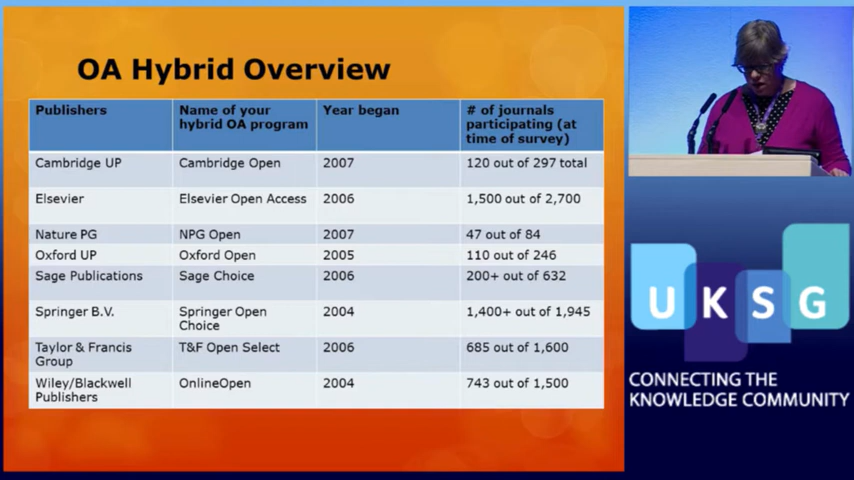 OA Hybrid Overview
Publishers
Name of your
hybrid OA program
Year began
# of journals
participating (at
time of survey)
Cambridge UP
Cambridge Open
2007
120 out of 297 total
Elsevier
Elsevier Open Access
2006
1,500 out of 2,700
Nature PG
NPG Open
2007
47 out of 84
Oxford UP
Oxford Open
2005
110 out of 246
Sage Publications
Sage Choice
2006
200+ out of 632
Springer B.V.
Springer Open
Choice
2004
1,400+ out of 1,945
Taylor & Francis
Group
T&F Open Select
2006
685 out of 1,600
Wiley/Blackwell
Publishers
OnlineOpen
2004
743 out of 1,500
UKSG
CONNECTING THE
KNOWLEDGE COMMUNITY